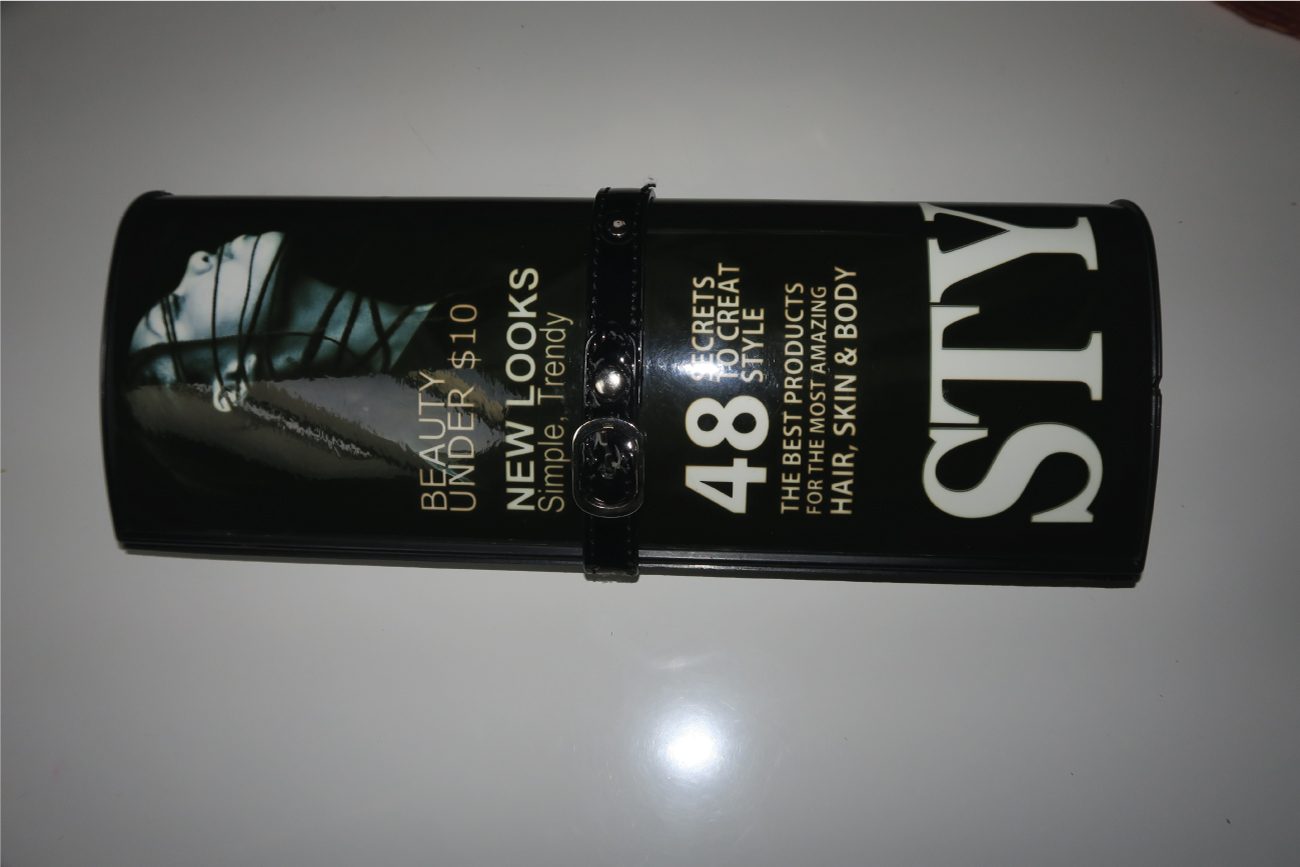 STY
48 SECRETS
TO CREAT
STYLE
THE BEST PRODUCTS
FOR THE MOST AMAZING
HAIR, SKIN & BODY
NEW LOOKS
Simple, Trendy
BEAUTY
UNDER $10